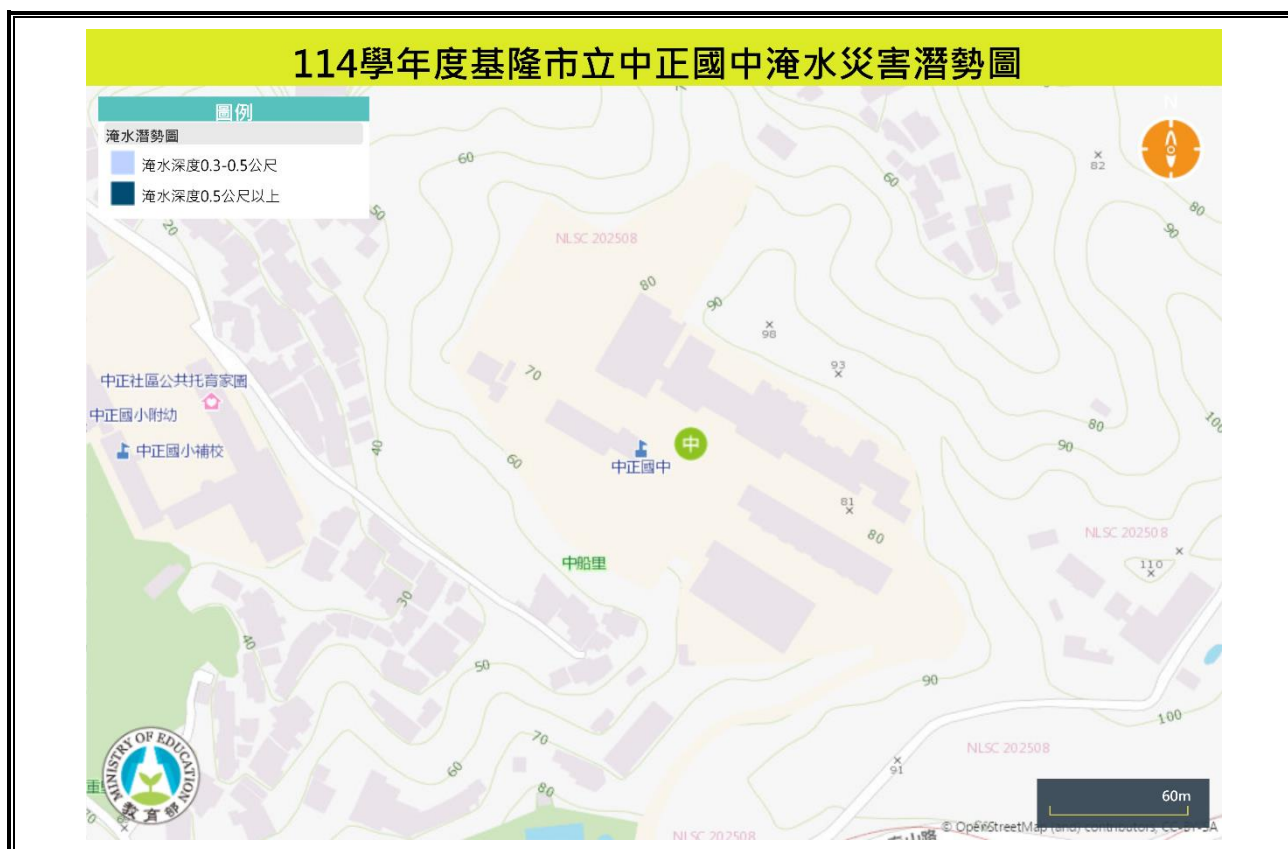 114學年度基隆市立中正國中淹水災害潛勢圖
圖例
淹水潛勢圖
淹水深度0.3-0.5公尺
淹水深度0.5公尺以上
N
60
82
60
80
90
50
20
NLSC 202508
80
90
98
93
70
中正社區公共托育家園
中正國小附幼
中正國小補校
40
60
中正國中
中
80
90
100
81
80
NLSC 202508
110
中船里
30
40
50
90
100
70
60
80
NLSC 202508
91
MINISTRY OF EDUCATION
教育部
60m
NLSC 202508
© OpenStreetMap (and) contributors, CC-BY-SA